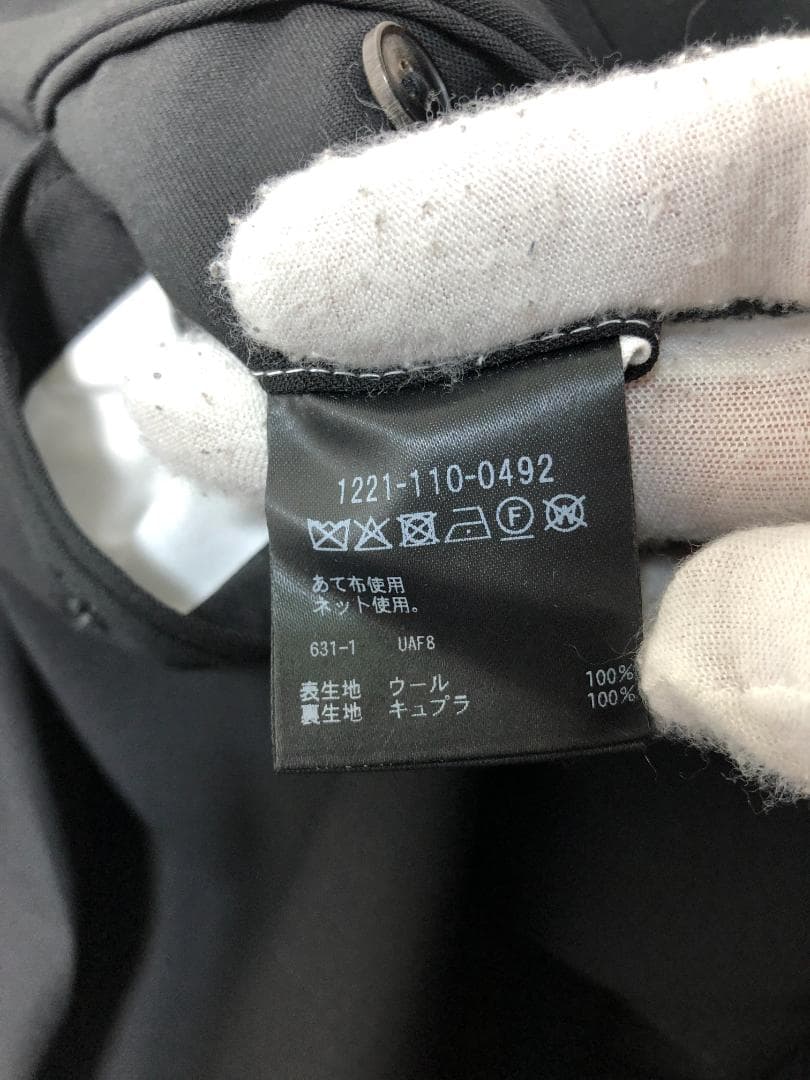 1221-110-0492
F W
あて布使用
ネット使用。
631-1 UAF8
表生地 ウール 100%
裏生地 キュプラ 100%